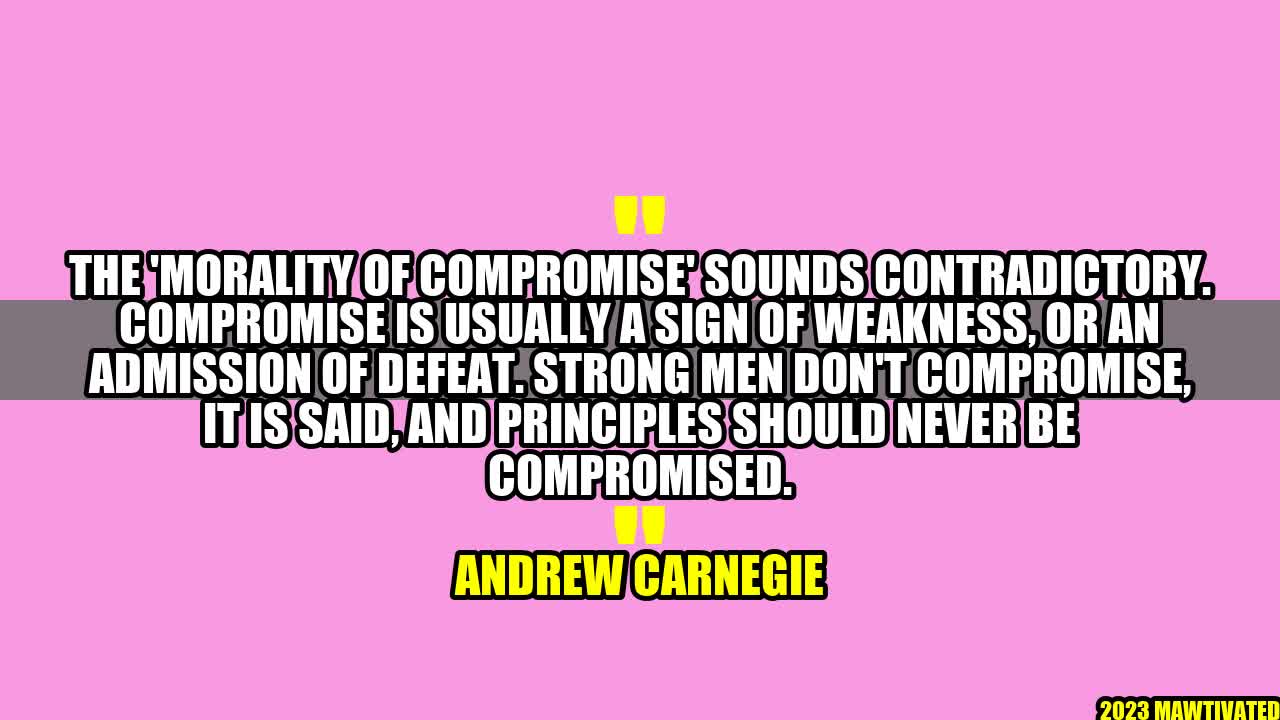 "
THE 'MORALITY OF COMPROMISE' SOUNDS CONTRADICTORY.
COMPROMISE IS USUALLY A SIGN OF WEAKNESS, OR AN
ADMISSION OF DEFEAT. STRONG MEN DON'T COMPROMISE,
IT IS SAID, AND PRINCIPLES SHOULD NEVER BE
COMPROMISED.
"
ANDREW CARNEGIE
2023 MAWTIVATED